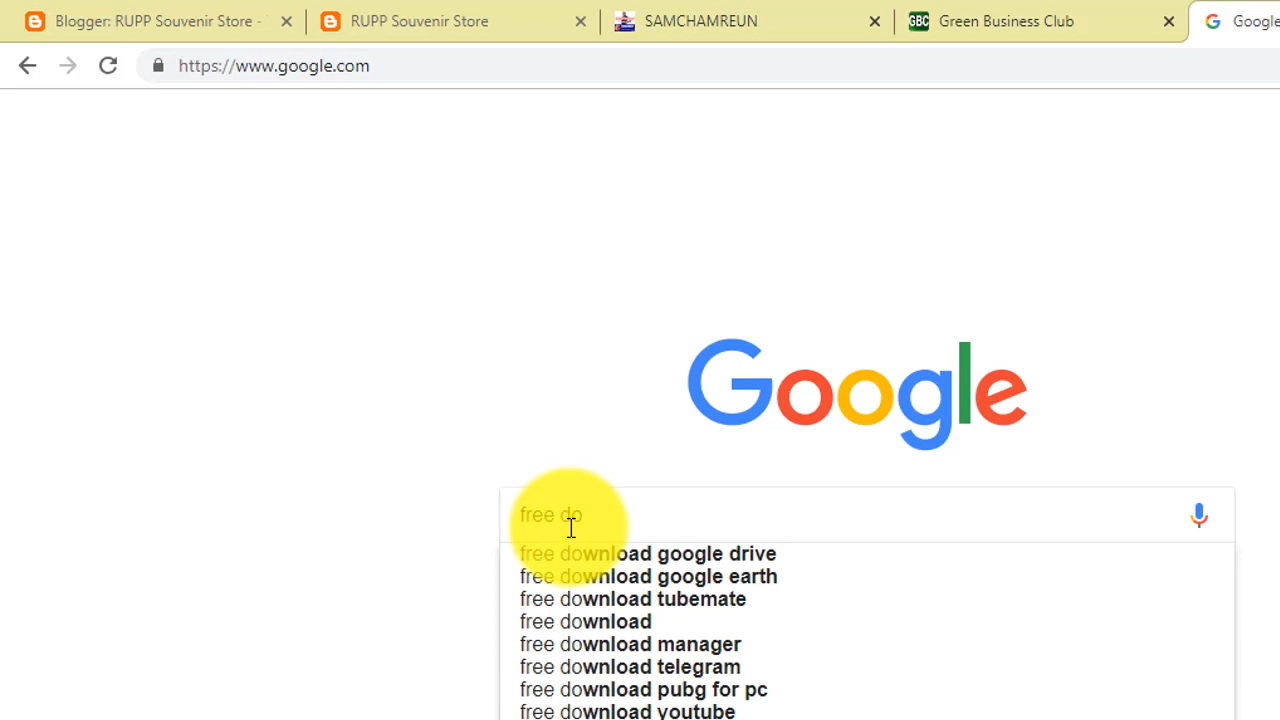 Blogger: RUPP Souvenir Store -
RUPP Souvenir Store
SAMCHAMREUN
GBC Green Business Club
G Google
https://www.google.com
Google
free do
free download google drive
free download google earth
free download tubemate
free download
free download manager
free download telegram
free download pubg for pc
free download youtube